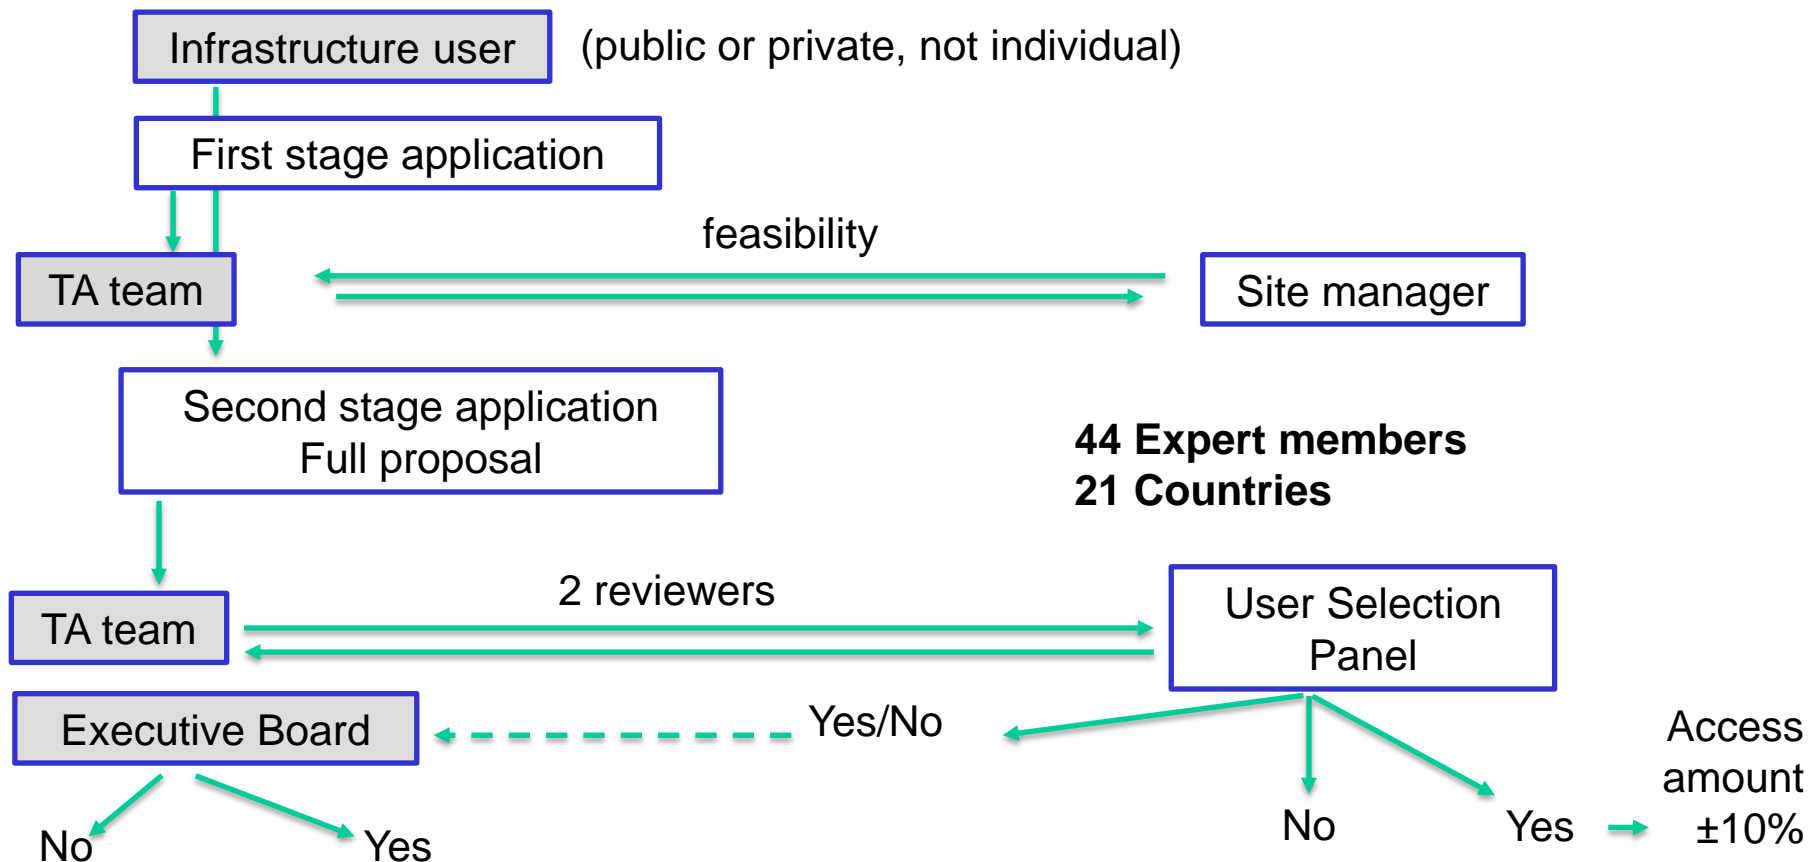 Infrastructure user
(public or private, not individual)
First stage application
feasibility
TA team
Site manager
Second stage application
Full proposal
44 Expert members
21 Countries
2 reviewers
TA team
User Selection
Panel
Executive Board
Yes/No
Access
amount
±10%
No
Yes
No
Yes